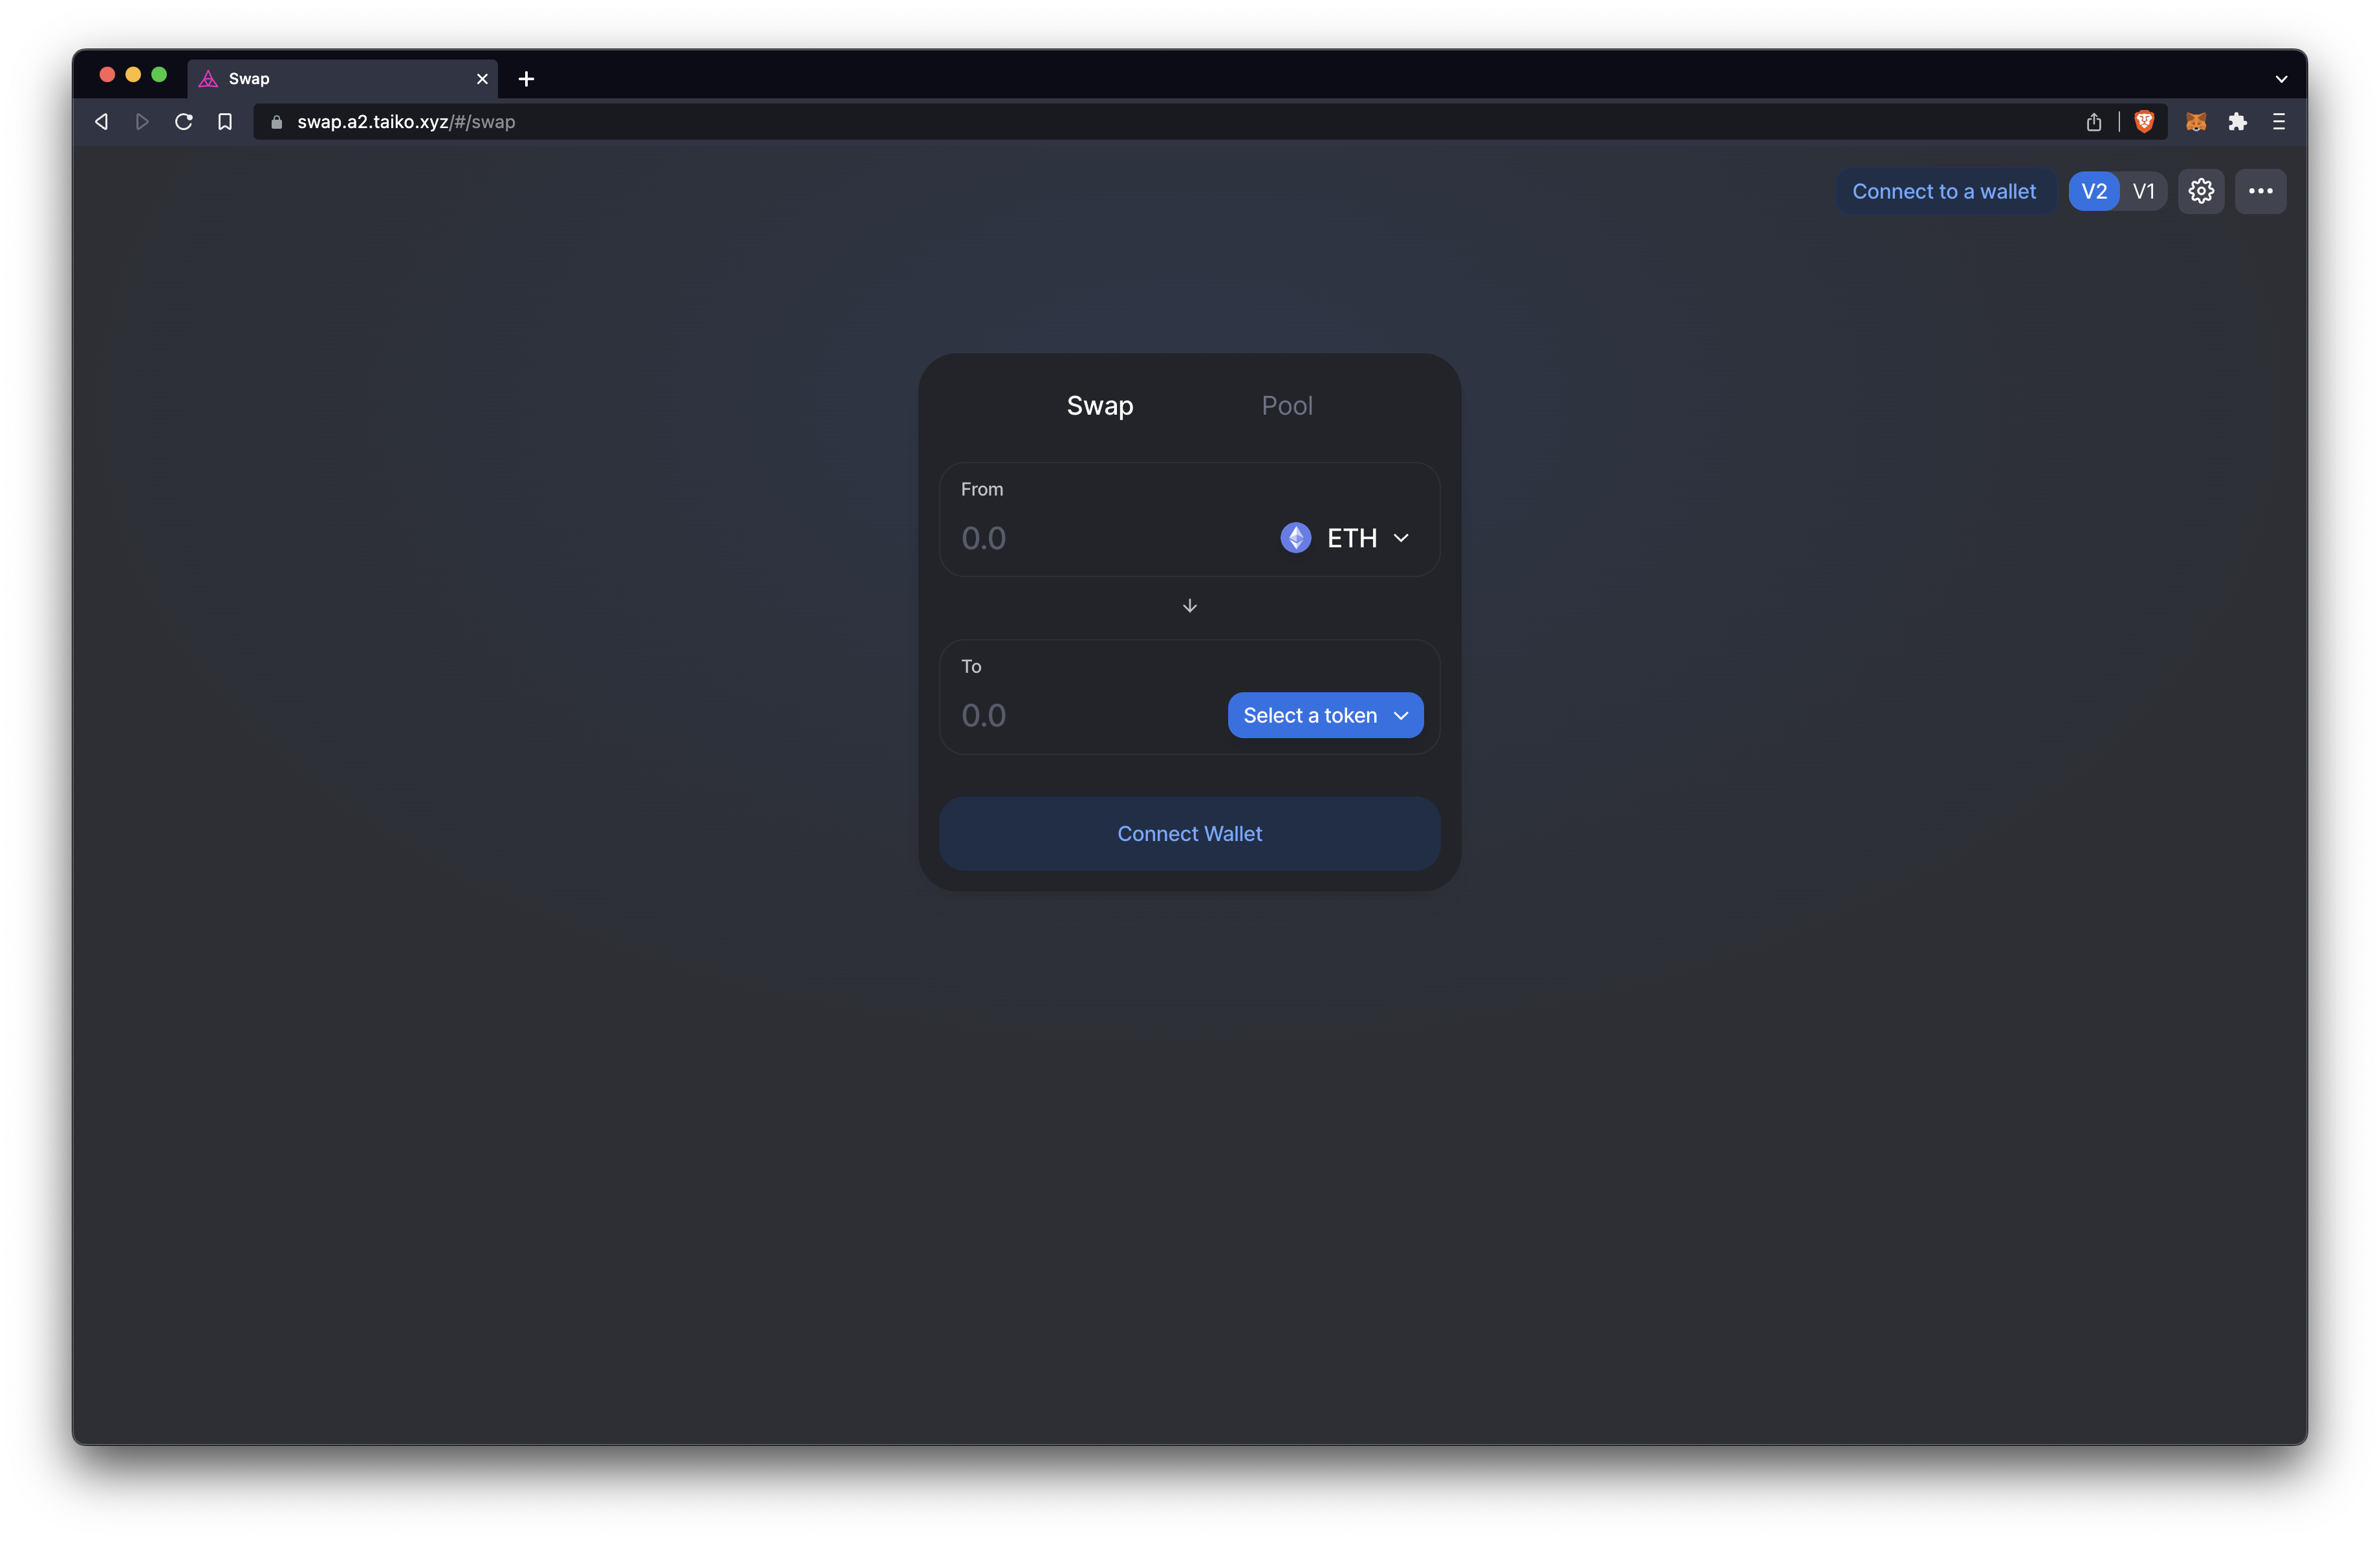 Swap
swap.a2.taiko.xyz/#/swap
Connect to a wallet V2 V1
Swap Pool
From
0.0 ETH
To
0.0 Select a token
Connect Wallet